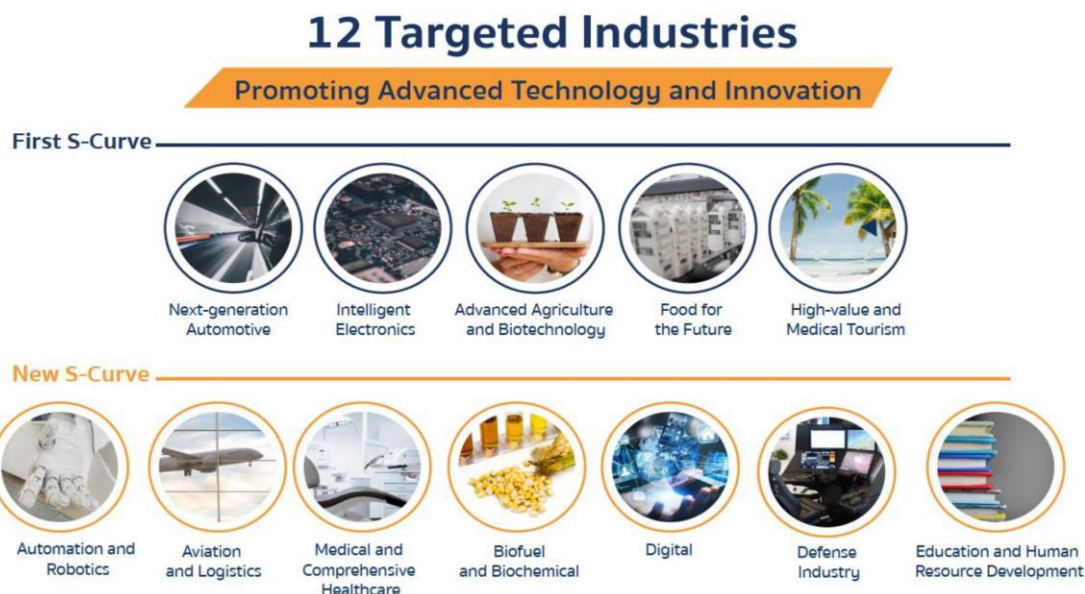 12 Targeted Industries
Promoting Advanced Technology and Innovation
First S-Curve
Next-generation
Automotive
Intelligent
Electronics
Advanced Agriculture
and Biotechnology
Food for
the Future
High-value and
Medical Tourism
New S-Curve
Automation and
Robotics
Aviation
and Logistics
Medical and
Comprehensive
Healthcare
Biofuel
and Biochemical
Digital
Defense
Industry
Education and Human
Resource Development